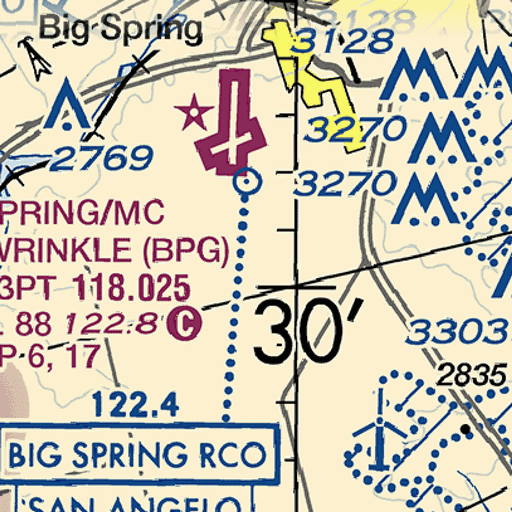 Big Spring
3128
3270
2769
3270
PRING/MC
WRINKLE (BPG)
3PT 118.025
88 122.8 C
P 6, 17
30'
3303
2835
122.4
BIG SPRING RCO
SAN ANGELO